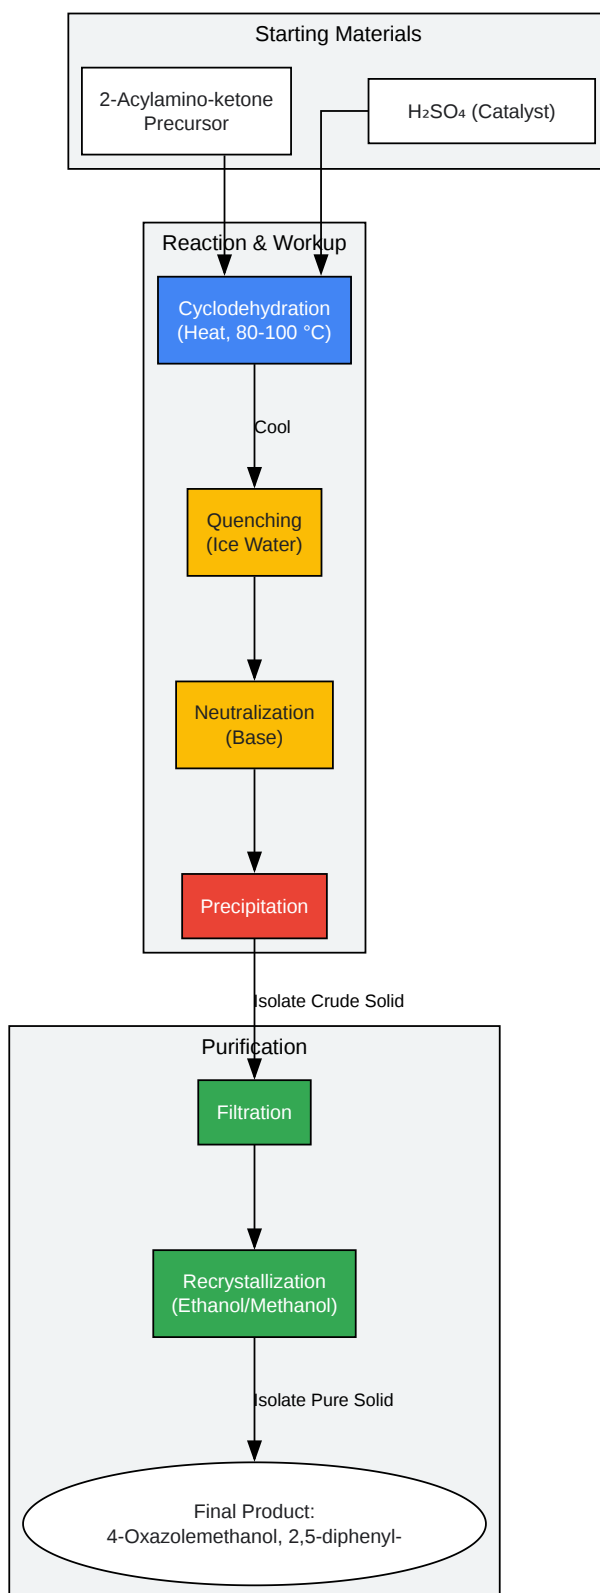 Starting Materials
2-Acylamino-ketone
Precursor
H₂SO₄ (Catalyst)
Reaction & Workup
Cyclodehydration
(Heat, 80-100 °C)
Cool
Quenching
(Ice Water)
Neutralization
(Base)
Precipitation
Isolate Crude Solid
Purification
Filtration
Recrystallization
(Ethanol/Methanol)
Isolate Pure Solid
Final Product:
4-Oxazolemethanol, 2,5-diphenyl-